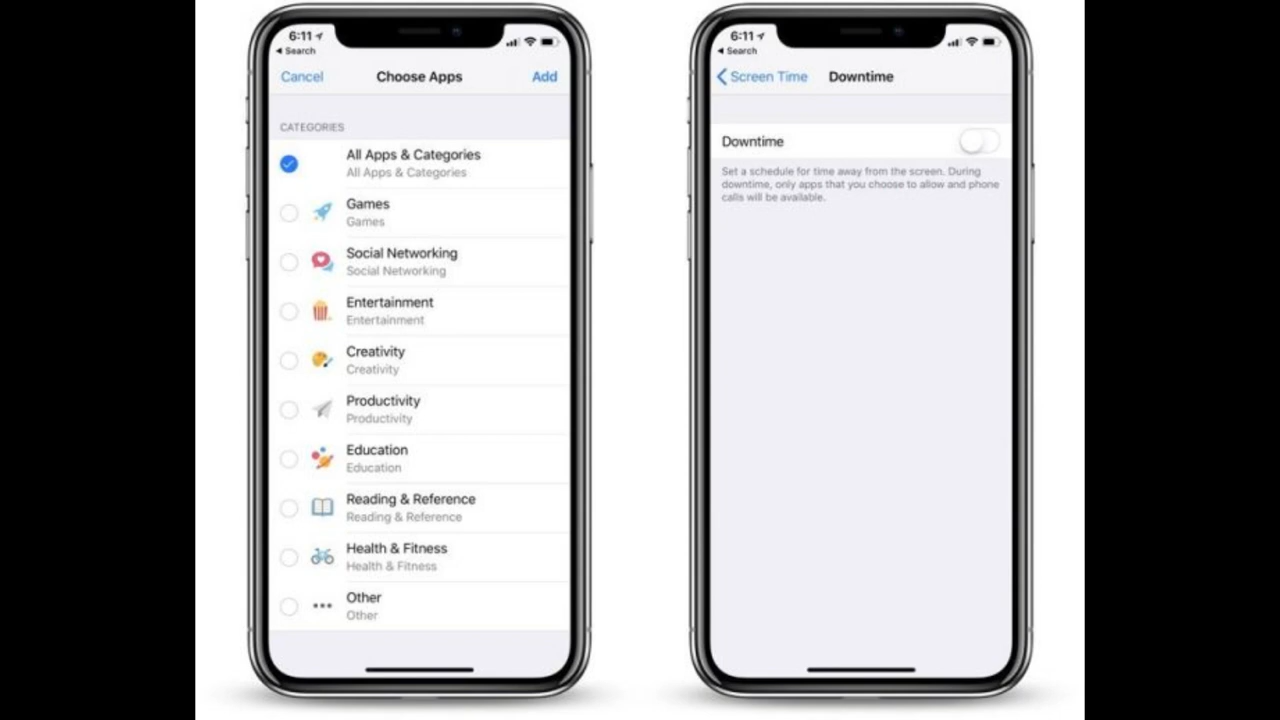 6:11
Search
Cancel Choose Apps Add
CATEGORIES
All Apps & Categories
All Apps & Categories
Games
Games
Social Networking
Social Networking
Entertainment
Entertainment
Creativity
Creativity
Productivity
Productivity
Education
Education
Reading & Reference
Reading & Reference
Health & Fitness
Health & Fitness
Other
Other
6:11
Search
Screen Time Downtime
Downtime
Set a schedule for time away from the screen. During
downtime, only apps that you choose to allow and phone
calls will be available.